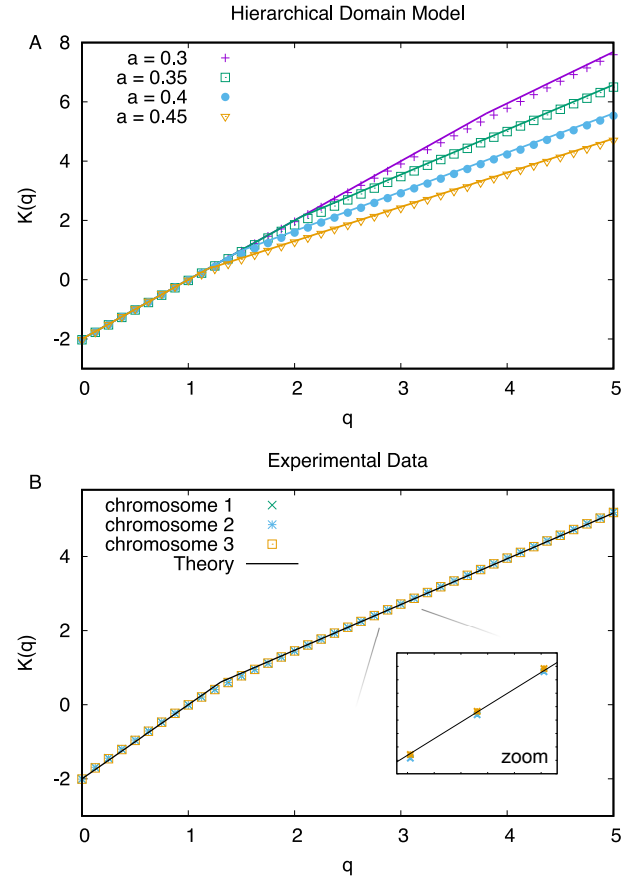 Hierarchical Domain Model
A
a = 0.3
a = 0.35
a = 0.4
a = 0.45
K(q)
8
6
4
2
0
-2
0 1 2 3 4 5
q
Experimental Data
B
chromosome 1
chromosome 2
chromosome 3
Theory
K(q)
4
2
0
-2
zoom
0 1 2 3 4 5
q